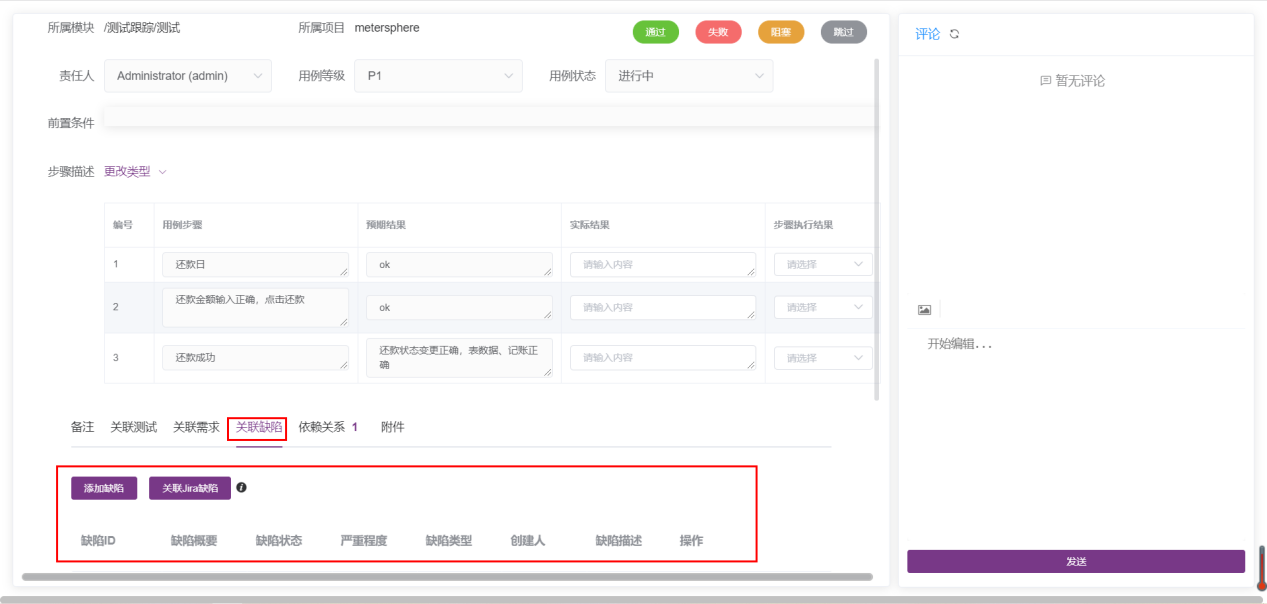 所属模块 /测试跟踪/测试 所属项目 metersphere 通过 失败 阻塞 跳过
责任人 Administrator (admin) 用例等级 P1 用例状态 进行中
前置条件
步骤描述 更改类型
编号 用例步骤 预期结果 实际结果 步骤执行结果
1 还款日 ok 请输入内容 请选择
2 还款金额输入正确，点击还款 ok 请输入内容 请选择
3 还款成功 还款状态变更正确，表数据、记账正
确 请输入内容 请选择
备注 关联测试 关联需求 关联缺陷 依赖关系 1 附件
添加缺陷 关联Jira缺陷
缺陷ID 缺陷概要 缺陷状态 严重程度 缺陷类型 创建人 缺陷描述 操作
评论
暂无评论
开始编辑...
发送